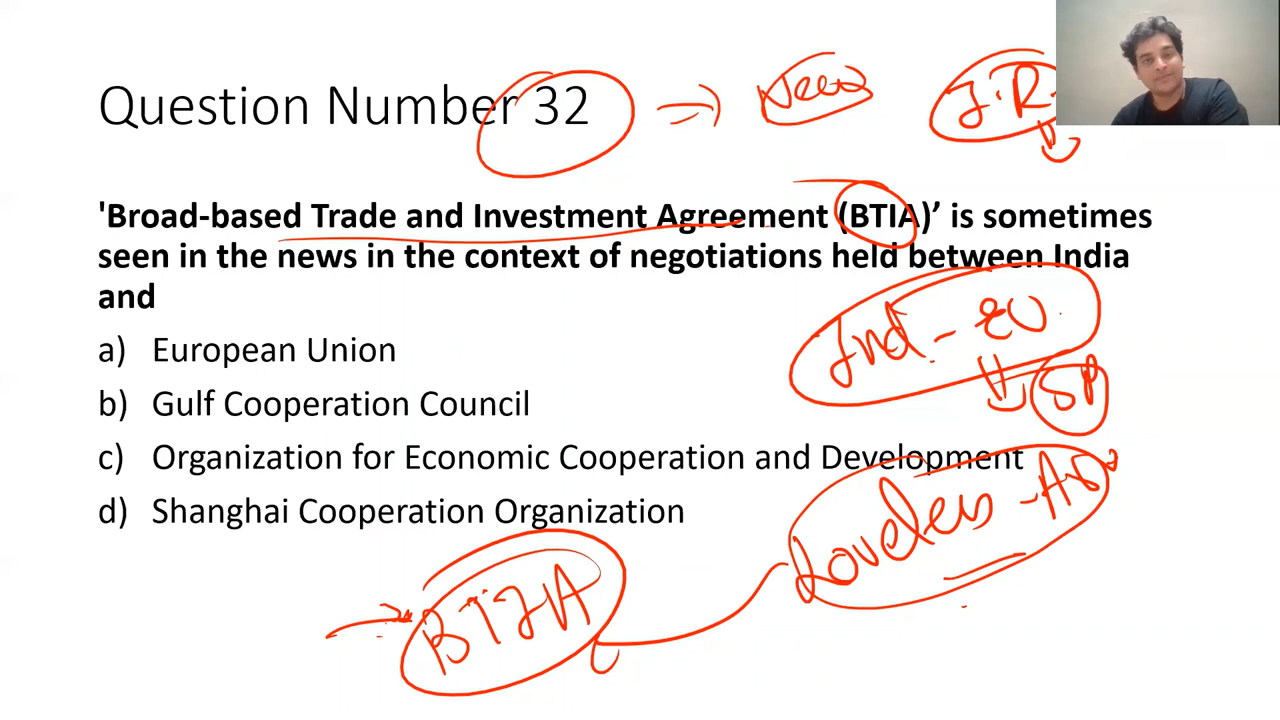 Question Number 32 => News I.R.
'Broad-based Trade and Investment Agreement (BTIA)’ is sometimes
seen in the news in the context of negotiations held between India
and
Ind - EU
a) European Union
SP
b) Gulf Cooperation Council
c) Organization for Economic Cooperation and Development
d) Shanghai Cooperation Organization
Loveless -
BTIA